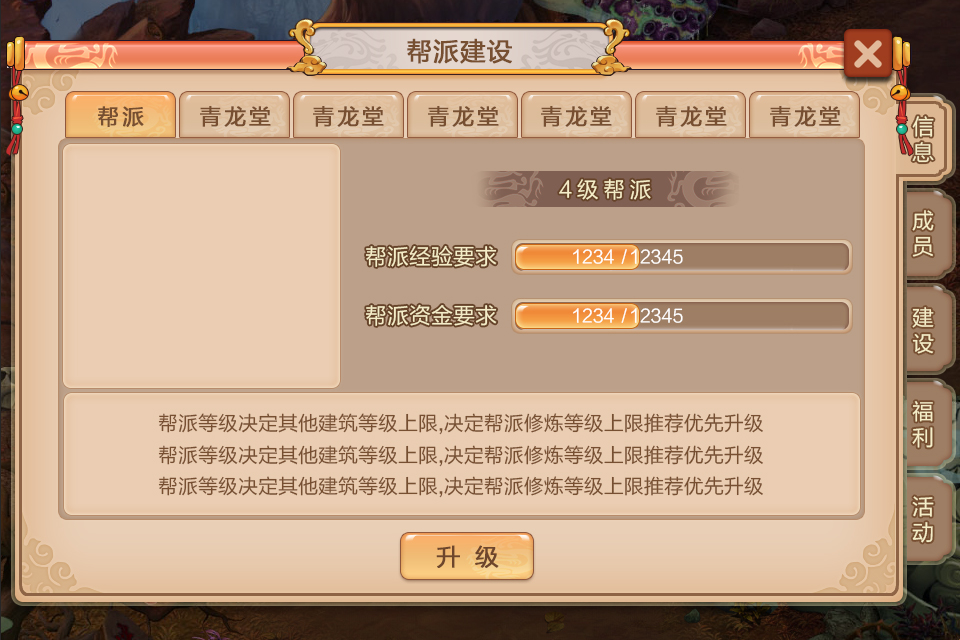 帮派建设
帮派 青龙堂 青龙堂 青龙堂 青龙堂 青龙堂 青龙堂
信息
成员
建设
福利
活动
4级帮派
帮派经验要求 1234 /12345
帮派资金要求 1234 /12345
帮派等级决定其他建筑等级上限,决定帮派修炼等级上限推荐优先升级
帮派等级决定其他建筑等级上限,决定帮派修炼等级上限推荐优先升级
帮派等级决定其他建筑等级上限,决定帮派修炼等级上限推荐优先升级
升 级